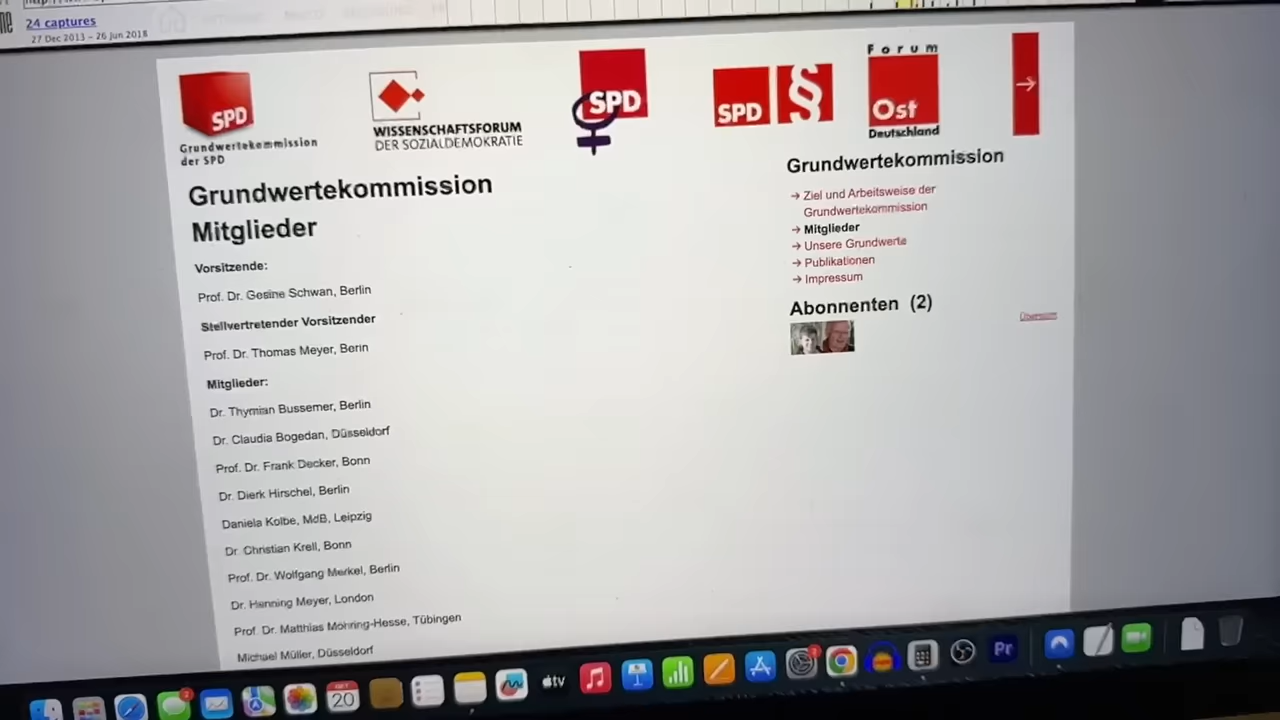 24 captures
27 Dec 2013 – 26 Jun 2018
SPD
Grundwertekommission
der SPD
WISSENSCHAFTSFORUM
DER SOZIALDEMOKRATIE
SPD
SPD §
Forum
Ost
Deutschland
Grundwertekommission
Mitglieder
Vorsitzende:
Prof. Dr. Gesine Schwan, Berlin
Stellvertretender Vorsitzender
Prof. Dr. Thomas Meyer, Berin
Mitglieder:
Dr. Thymian Bussemer, Berlin
Dr. Claudia Bogedan, Düsseldorf
Prof. Dr. Frank Decker, Bonn
Dr. Dierk Hirschel, Berlin
Daniela Kolbe, MdB, Leipzig
Dr. Christian Krell, Bonn
Prof. Dr. Wolfgang Merkel, Berlin
Dr. Henning Meyer, London
Prof. Dr. Matthias Möhring-Hesse, Tübingen
Michael Müller, Düsseldorf
Grundwertekommission
→ Ziel und Arbeitsweise der
Grundwertekommission
→ Mitglieder
→ Unsere Grundwerte
→ Publikationen
→ Impressum
Abonnenten (2)
Übersicht
20
tv
Pr